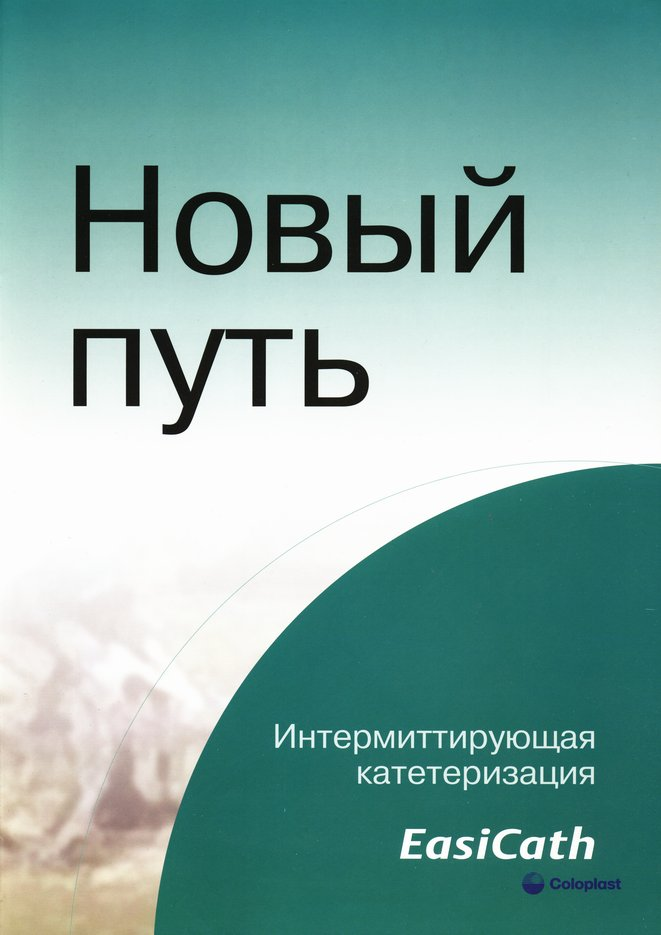 Новый
путь
Интермиттирующая
катетеризация
EasiCath
Coloplast